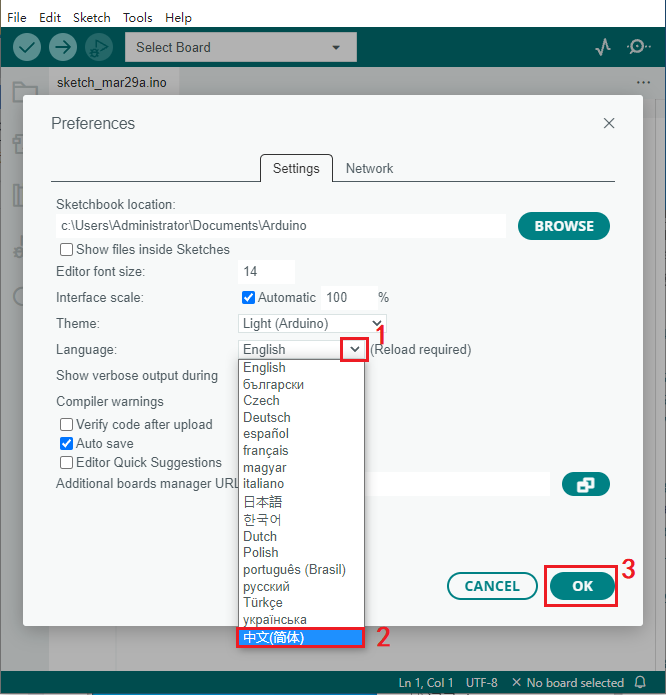 File Edit Sketch Tools Help
Select Board
sketch_mar29a.ino
Preferences
Settings Network
Sketchbook location:
c:\Users\Administrator\Documents\Arduino
BROWSE
Show files inside Sketches
Editor font size: 14
Interface scale: Automatic 100 %
Theme: Light (Arduino)
1
Language: English (Reload required)
Show verbose output during
Compiler warnings
Verify code after upload
Auto save
Editor Quick Suggestions
Additional boards manager URL
English
български
Czech
Deutsch
español
français
magyar
italiano
日本語
한국어
Dutch
Polish
português (Brasil)
русский
Türkçe
українська
中文(简体)
2
CANCEL
OK
3
Ln 1, Col 1 UTF-8 No board selected